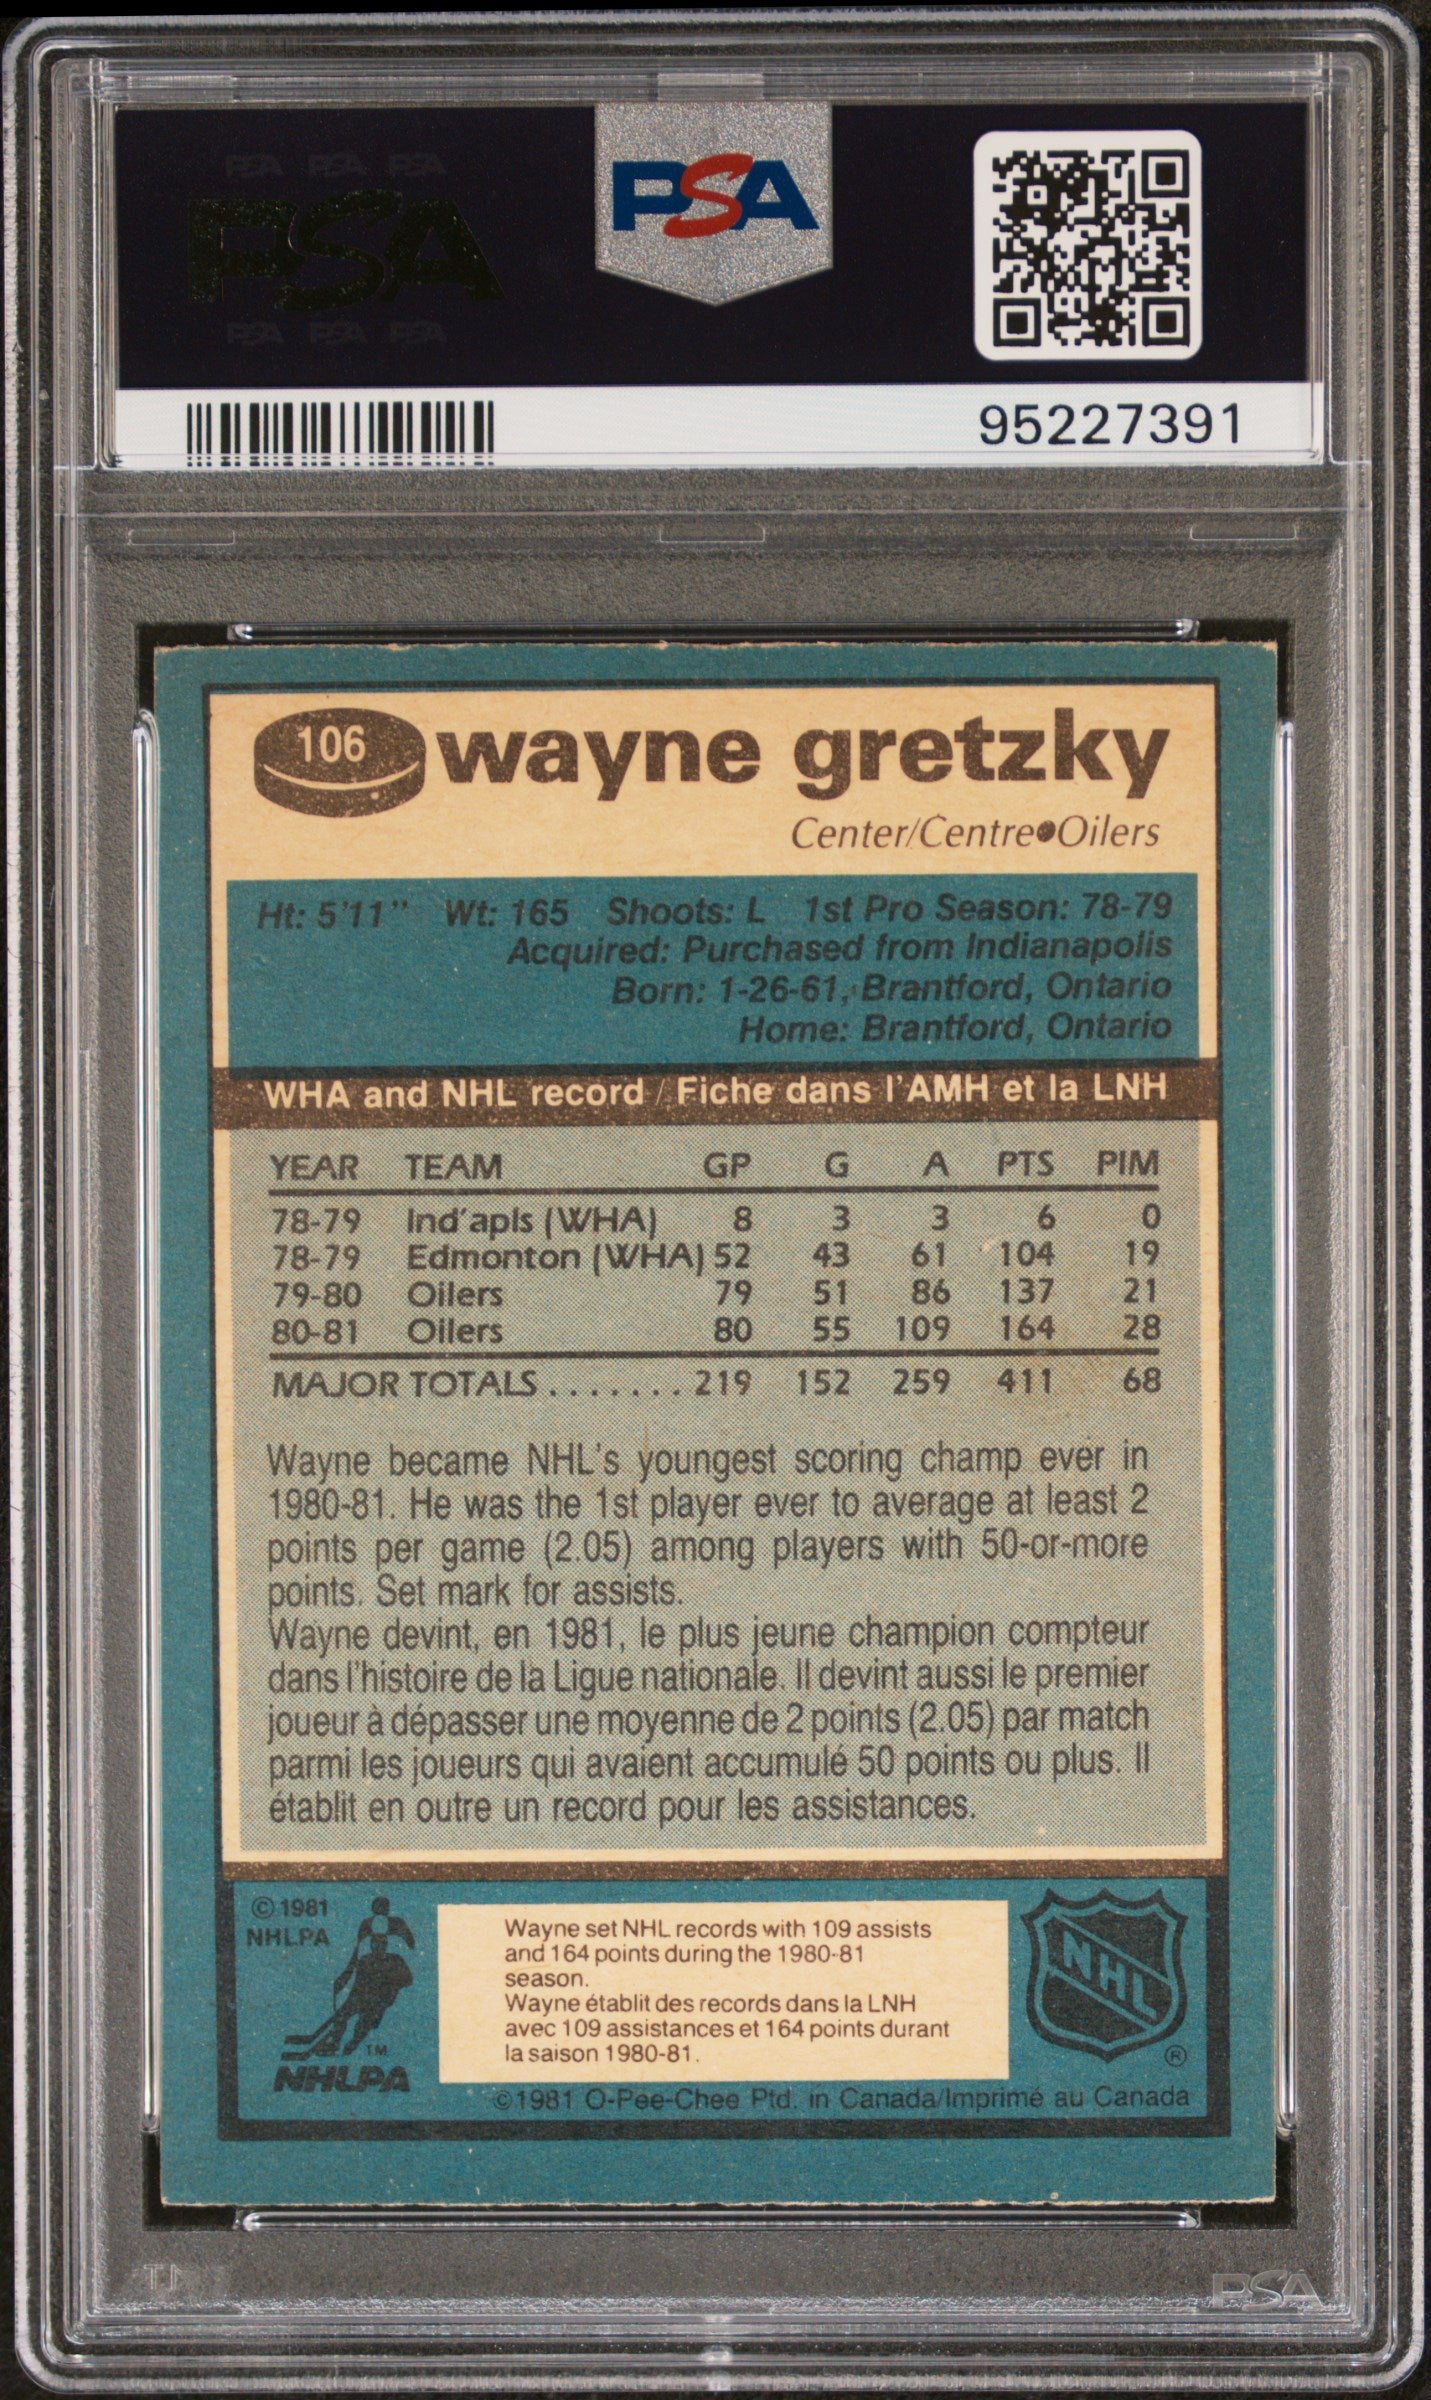 PSA PSA PSA
PSA
PSA PSA PSA
PSA
95227391
106 wayne gretzky
Center/Centre●Oilers
Ht: 5'11" Wt: 165 Shoots: L 1st Pro Season: 78-79
Acquired: Purchased from Indianapolis
Born: 1-26-61, Brantford, Ontario
Home: Brantford, Ontario
WHA and NHL record / Fiche dans l'AMH et la LNH
YEAR TEAM GP G A PTS PIM
78-79 Ind'apls (WHA) 8 3 3 6 0
78-79 Edmonton (WHA) 52 43 61 104 19
79-80 Oilers 79 51 86 137 21
80-81 Oilers 80 55 109 164 28
MAJOR TOTALS.......219 152 259 411 68
Wayne became NHL's youngest scoring champ ever in
1980-81. He was the 1st player ever to average at least 2
points per game (2.05) among players with 50-or-more
points. Set mark for assists.
Wayne devint, en 1981, le plus jeune champion compteur
dans l'histoire de la Ligue nationale. Il devint aussi le premier
joueur à dépasser une moyenne de 2 points (2.05) par match
parmi les joueurs qui avaient accumulé 50 points ou plus. Il
établit en outre un record pour les assistances.
©1981
NHLPA
TM
NHLPA
Wayne set NHL records with 109 assists
and 164 points during the 1980-81
season.
Wayne établit des records dans la LNH
avec 109 assistances et 164 points durant
la saison 1980-81.
NHL
®
©1981 O-Pee-Chee Ptd. in Canada/Imprimé au Canada
PSA